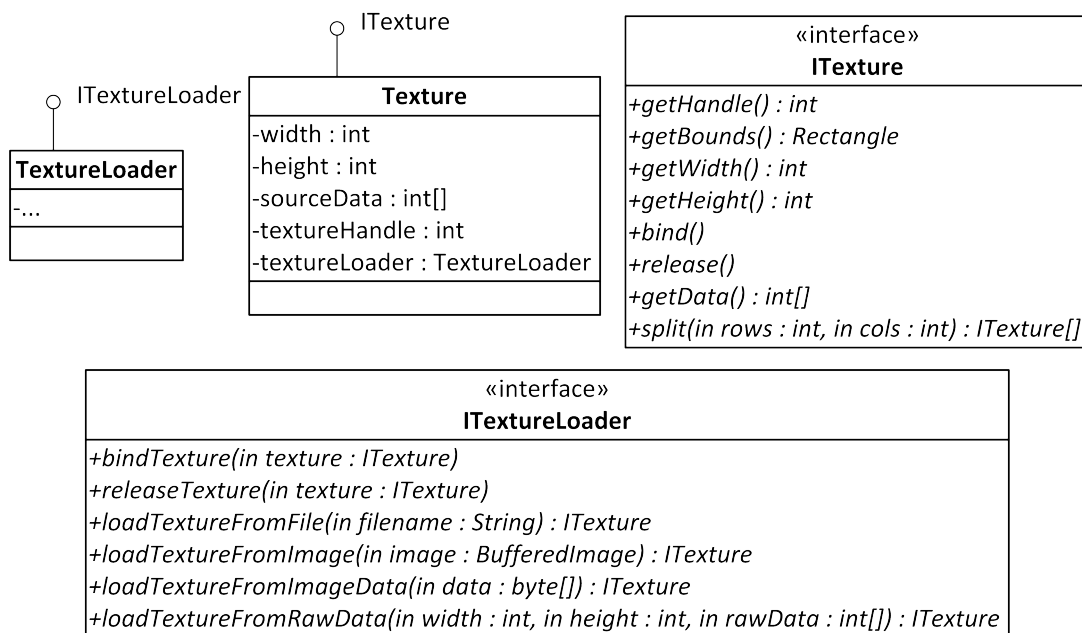 ITexture
ITextureLoader
TextureLoader
-...
Texture
-width : int
-height : int
-sourceData : int[]
-textureHandle : int
-textureLoader : TextureLoader
«interface»
ITexture
+getHandle() : int
+getBounds() : Rectangle
+getWidth() : int
+getHeight() : int
+bind()
+release()
+getData() : int[]
+split(in rows : int, in cols : int) : ITexture[]
«interface»
ITextureLoader
+bindTexture(in texture : ITexture)
+releaseTexture(in texture : ITexture)
+loadTextureFromFile(in filename : String) : ITexture
+loadTextureFromImage(in image : BufferedImage) : ITexture
+loadTextureFromImageData(in data : byte[]) : ITexture
+loadTextureFromRawData(in width : int, in height : int, in rawData : int[]) : ITexture